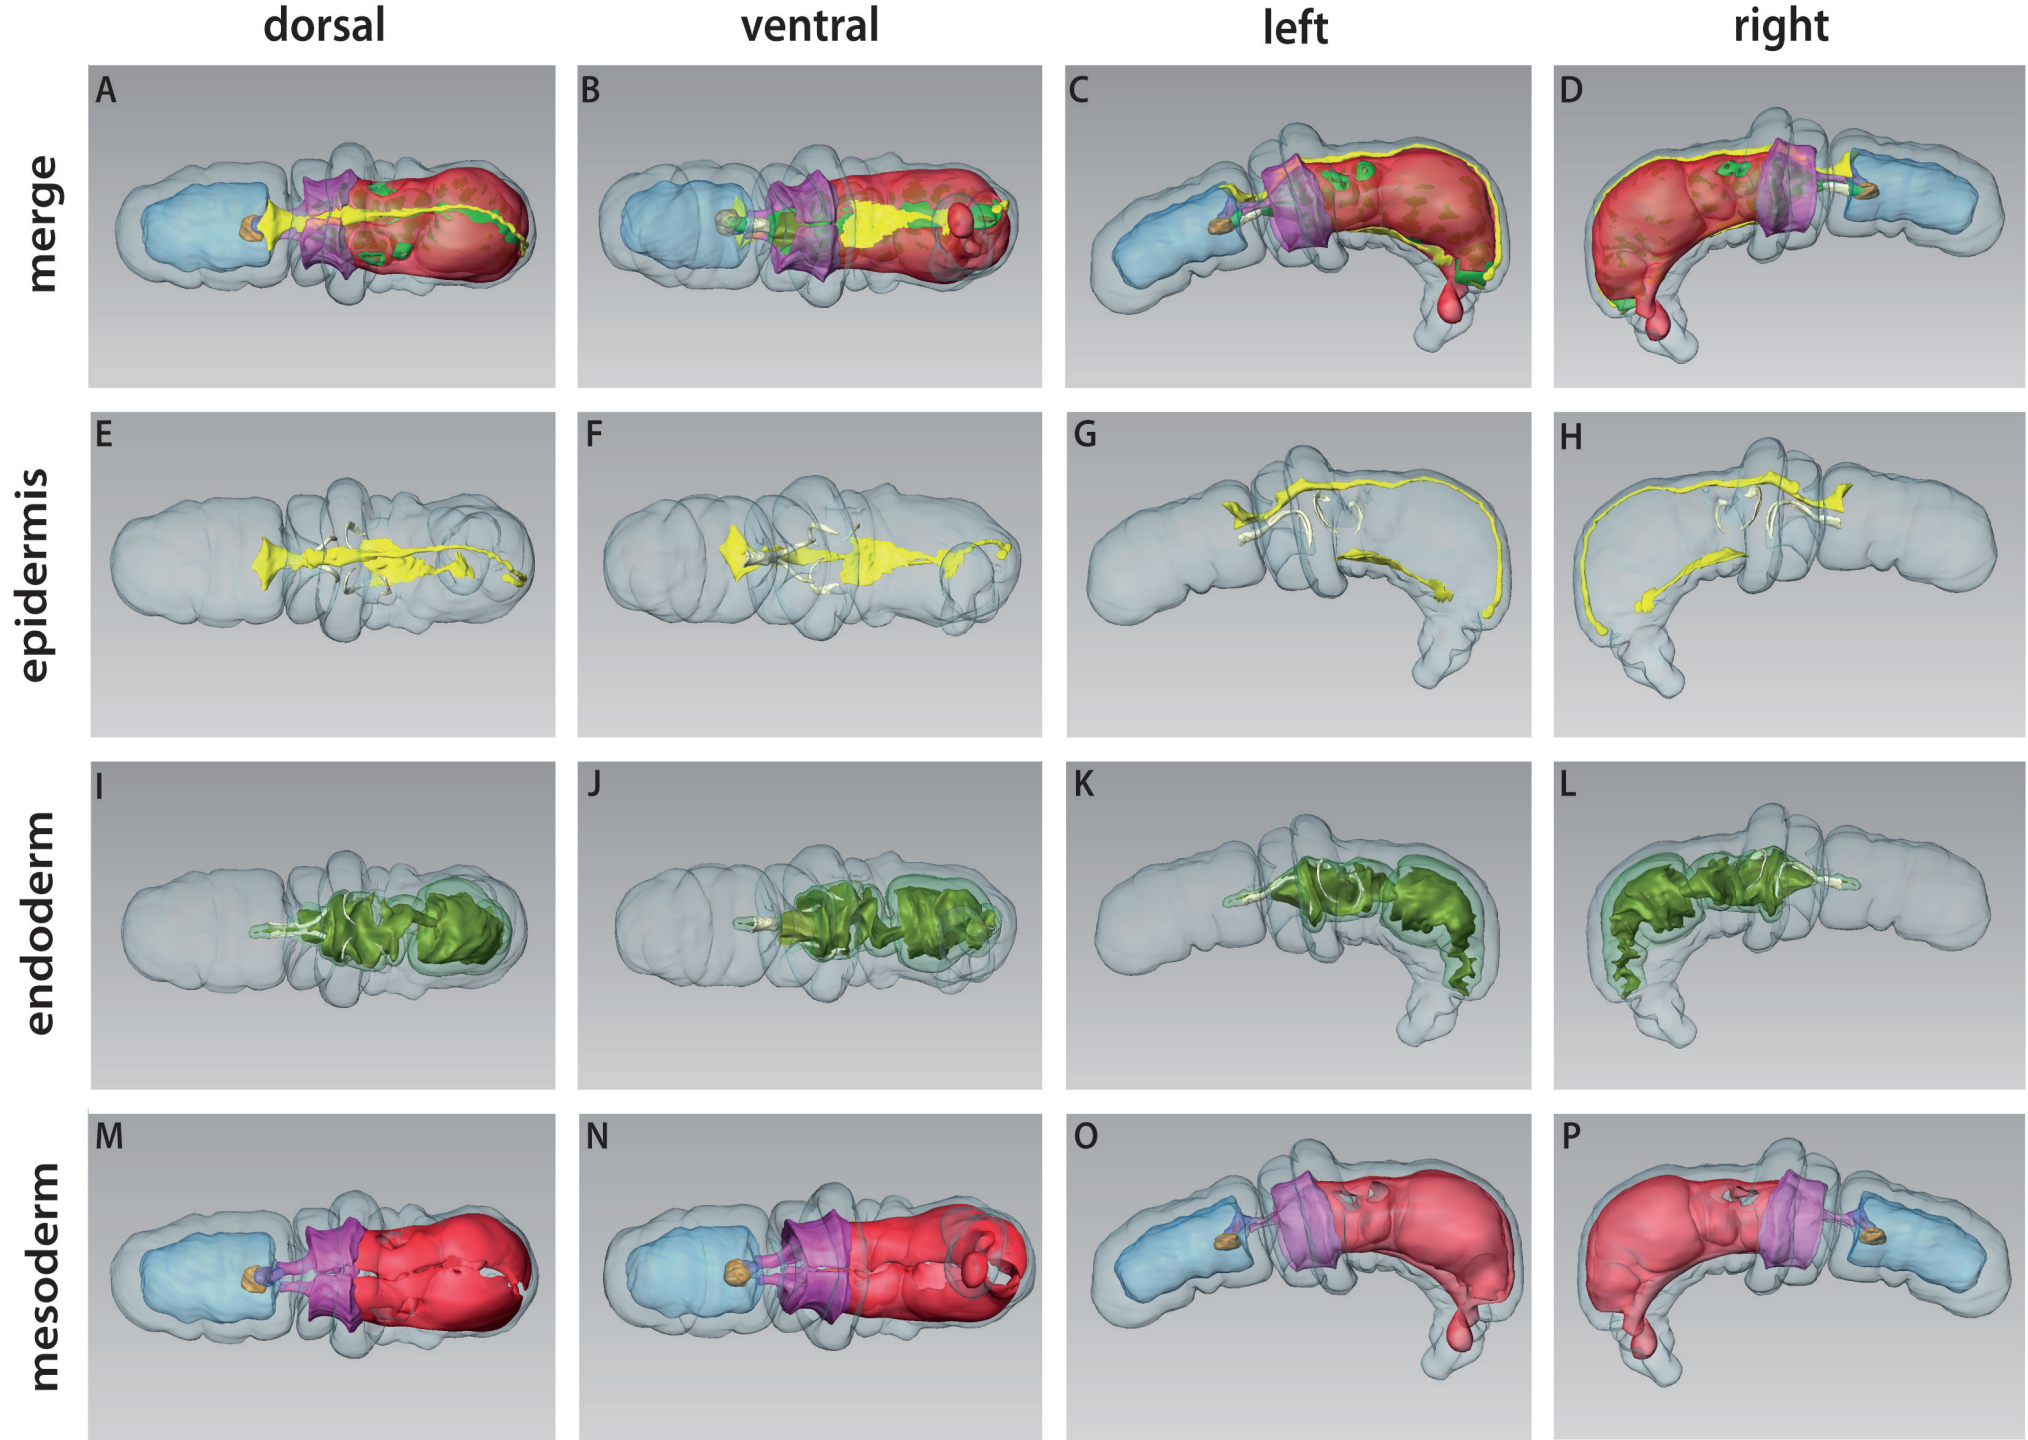 dorsal ventral left right
merge
A B C D
epidermis
E F G H
endoderm
I J K L
mesoderm
M N O P